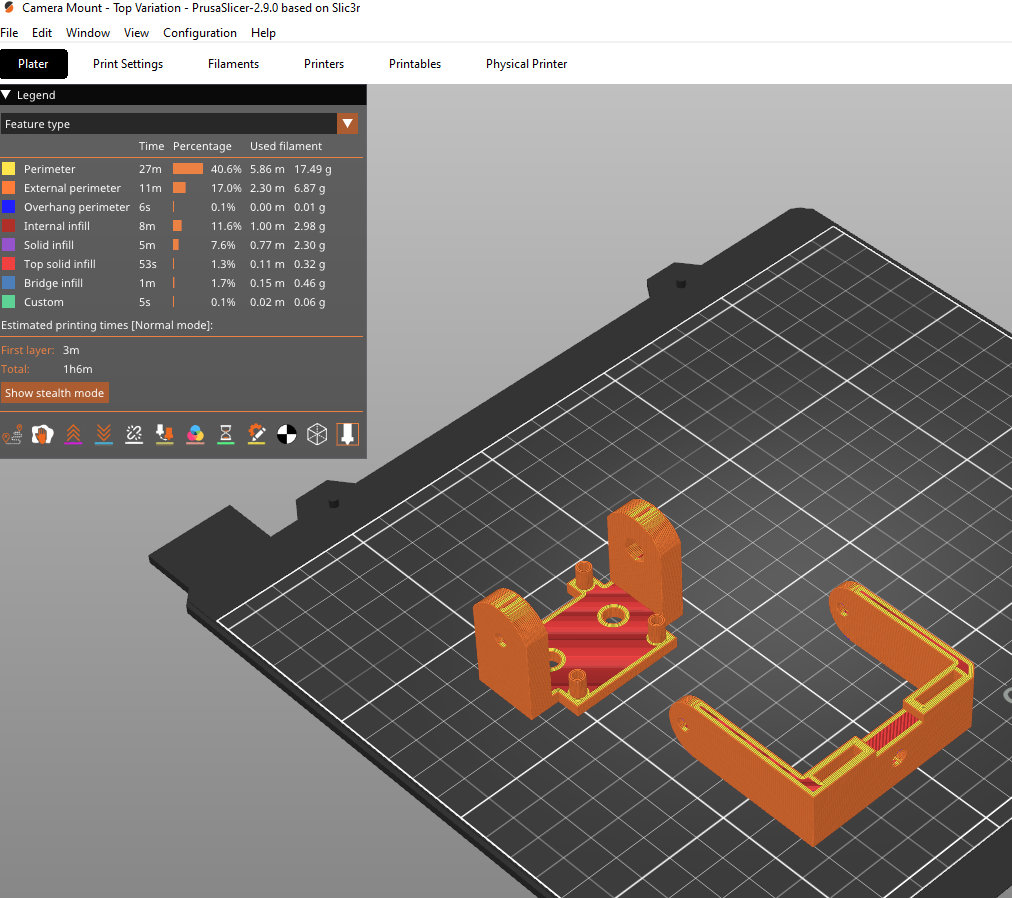 Camera Mount - Top Variation - PrusaSlicer-2.9.0 based on Slic3r
File Edit Window View Configuration Help
Plater Print Settings Filaments Printers Printables Physical Printer
Legend
Feature type
Time Percentage Used filament
Perimeter 27m 40.6% 5.86 m 17.49 g
External perimeter 11m 17.0% 2.30 m 6.87 g
Overhang perimeter 6s 0.1% 0.00 m 0.01 g
Internal infill 8m 11.6% 1.00 m 2.98 g
Solid infill 5m 7.6% 0.77 m 2.30 g
Top solid infill 53s 1.3% 0.11 m 0.32 g
Bridge infill 1m 1.7% 0.15 m 0.46 g
Custom 5s 0.1% 0.02 m 0.06 g
Estimated printing times [Normal mode]:
First layer: 3m
Total: 1h6m
Show stealth mode